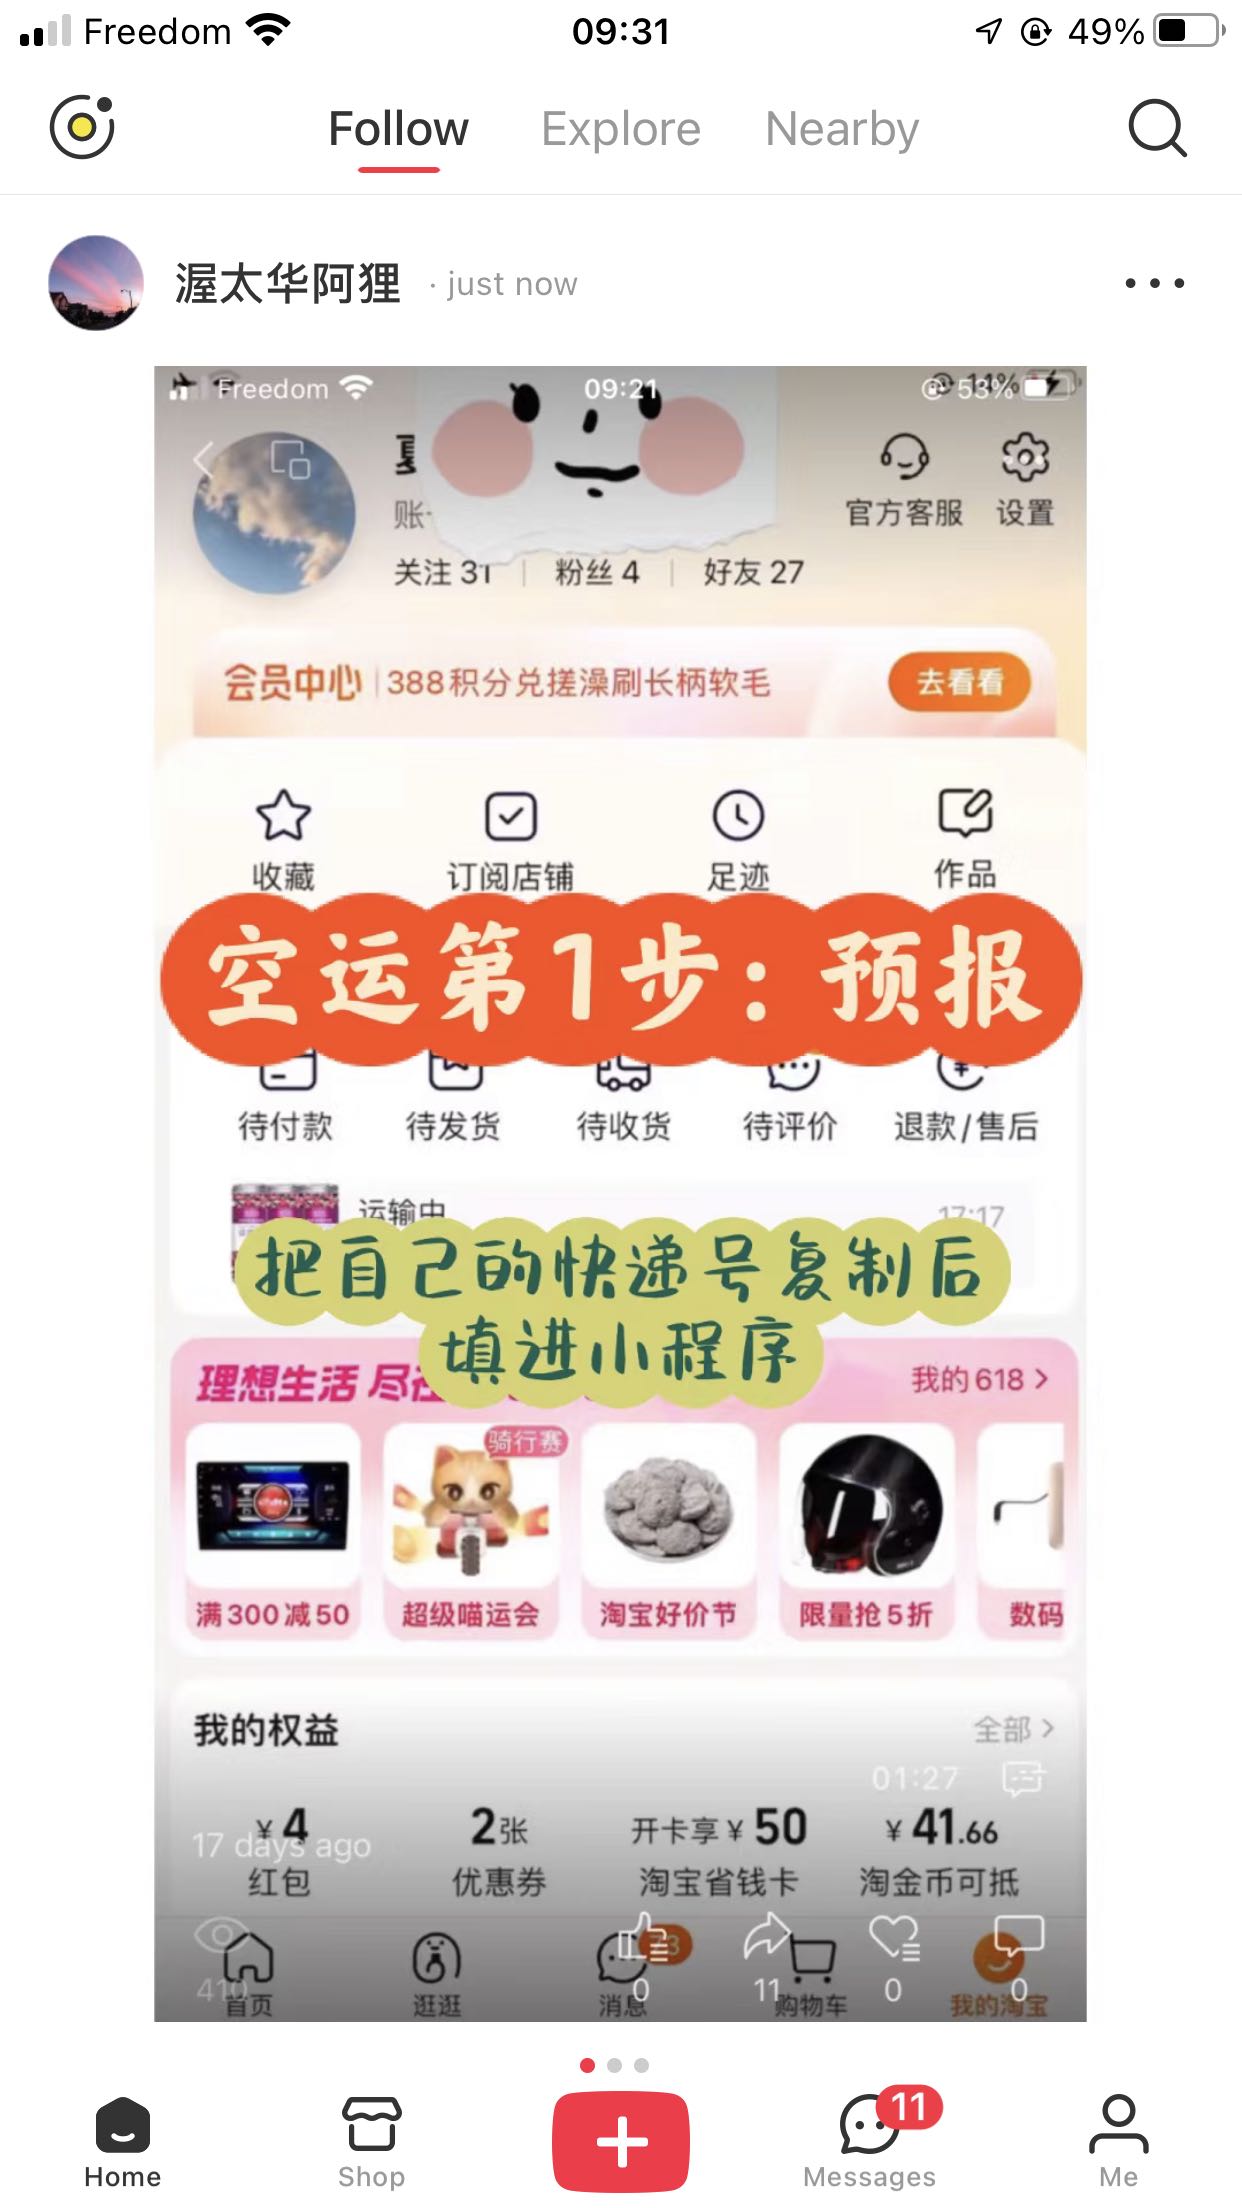 Freedom 09:31 49%
Follow Explore Nearby
渥太华阿狸 · just now
Freedom 09:21 53% 14%
官方客服 设置
关注 31 粉丝 4 好友 27
会员中心 388积分兑搓澡刷长柄软毛 去看看
收藏 订阅店铺 足迹 作品
空运第1步：预报
待付款 待发货 待收货 待评价 退款/售后
运输中 17:17
把自己的快递号复制后
填进小程序
理想生活 我的618 >
骑行赛
满300减50 超级喵运会 淘宝好价节 限量抢5折 数码
我的权益 全部 >
01:27
¥4 2张 开卡享¥50 ¥41.66
17 days ago
红包 优惠券 淘宝省钱卡 淘金币可抵
410 0 11 0 0
首页 逛逛 消息 购物车 我的淘宝
Home Shop Messages 11 Me